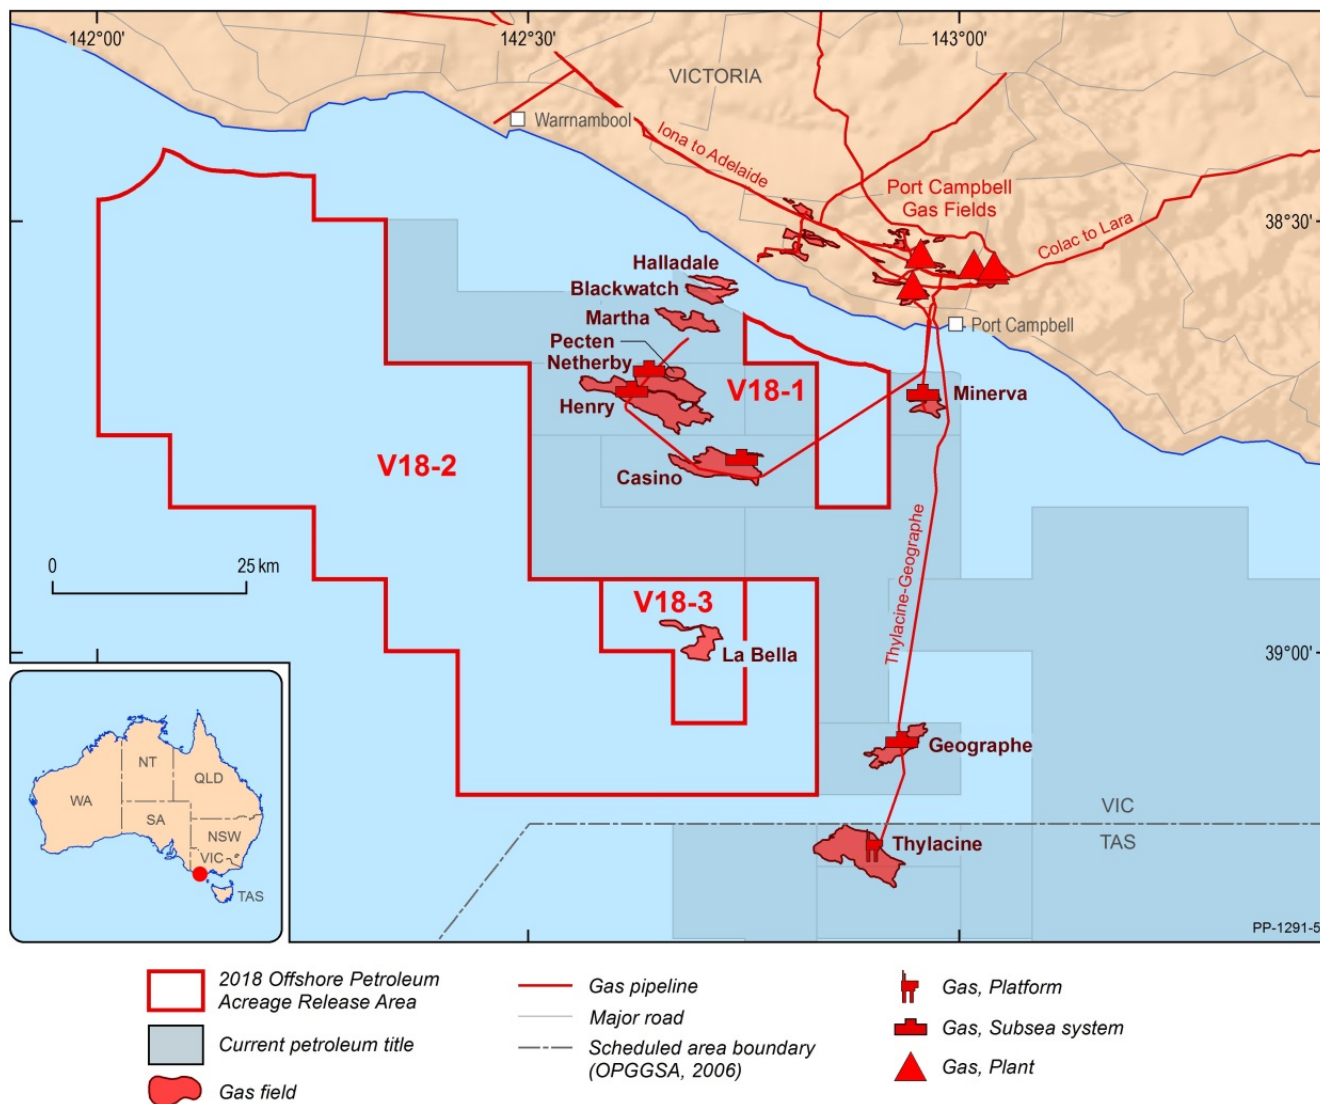 142°00'
142°30'
143°00'
VICTORIA
Warrnambool
Iona to Adelaide
Port Campbell
Gas Fields
Colac to Lara
38°30'
Halladale
Blackwatch
Martha
Port Campbell
Pecten
Netherby
V18-1
Minerva
Henry
V18-2
Casino
Thylacine-Geographe
0
25 km
V18-3
La Bella
39°00'
Geographe
VIC
TAS
Thylacine
PP-1291-5
NT
QLD
WA
SA
NSW
VIC
TAS
2018 Offshore Petroleum
Acreage Release Area
Current petroleum title
Gas field
Gas pipeline
Major road
Scheduled area boundary
(OPGGSA, 2006)
Gas, Platform
Gas, Subsea system
Gas, Plant